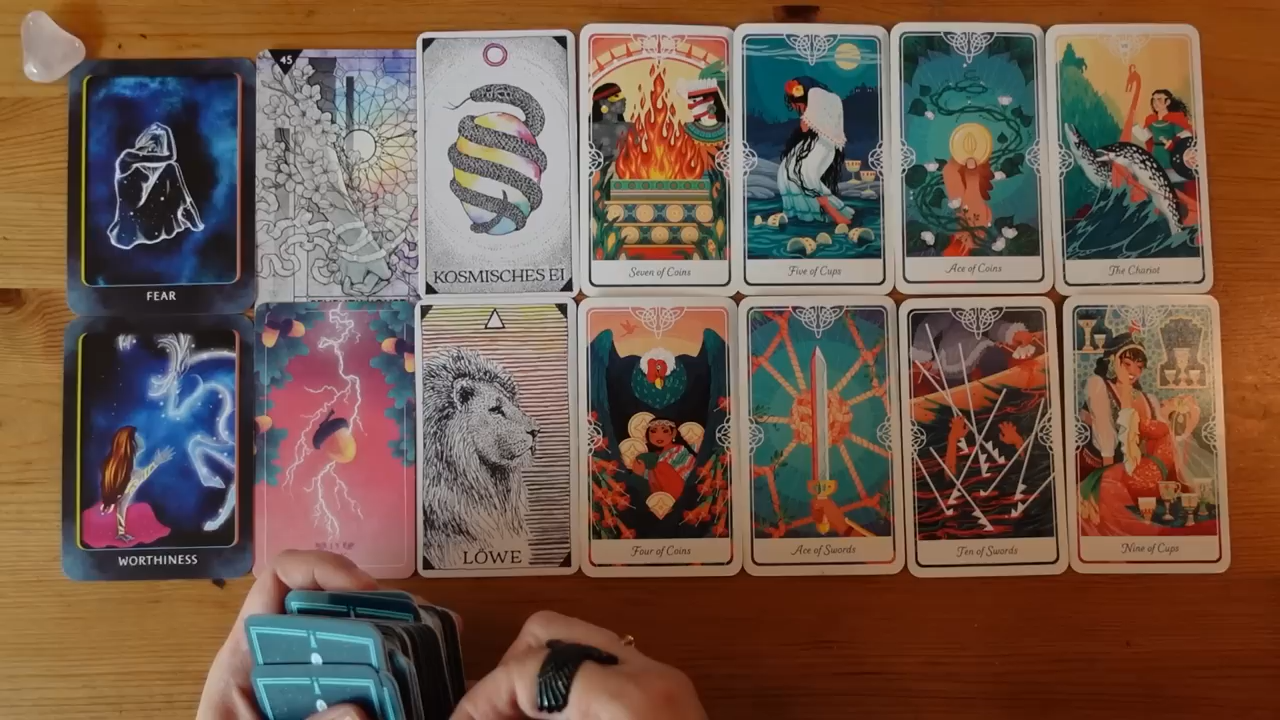 FEAR
45
KOSMISCHES EI
Seven of Coins
Five of Cups
Ace of Coins
The Chariot
WORTHINESS
LÖWE
Four of Coins
Ace of Swords
Ten of Swords
Nine of Cups